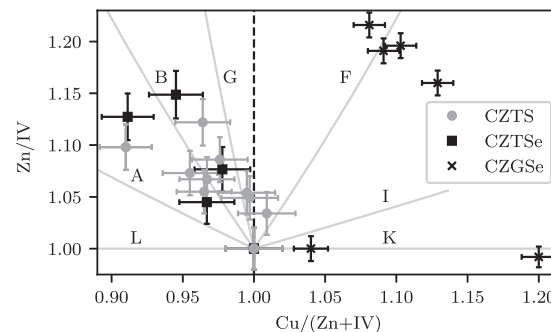 1.20
1.15
1.10
1.05
1.00
Zn/IV
B
G
F
A
I
L
K
CZTS
CZTSe
CZGSe
0.90
0.95
1.00
1.05
1.10
1.15
1.20
Cu/(Zn+IV)